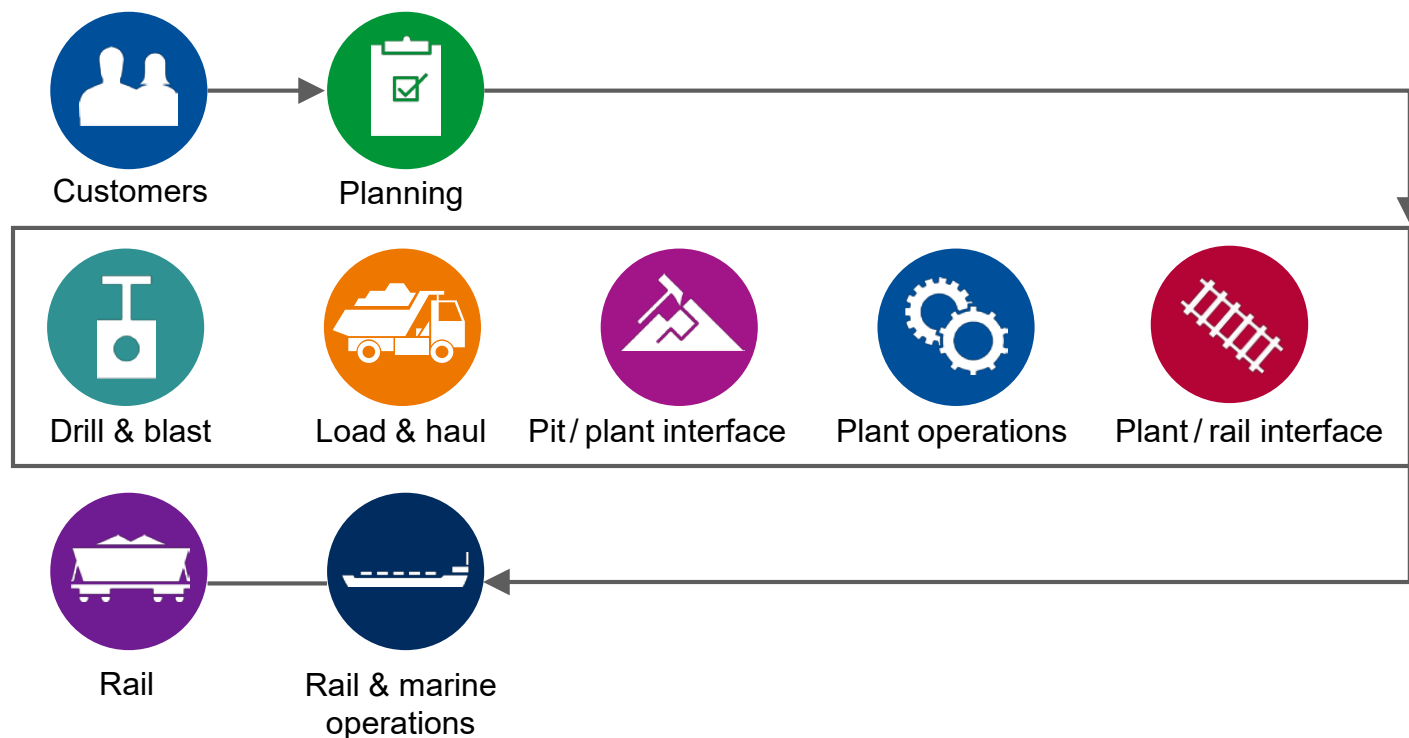 Customers
Planning
Drill & blast
Load & haul
Pit / plant interface
Plant operations
Plant / rail interface
Rail
Rail & marine
operations